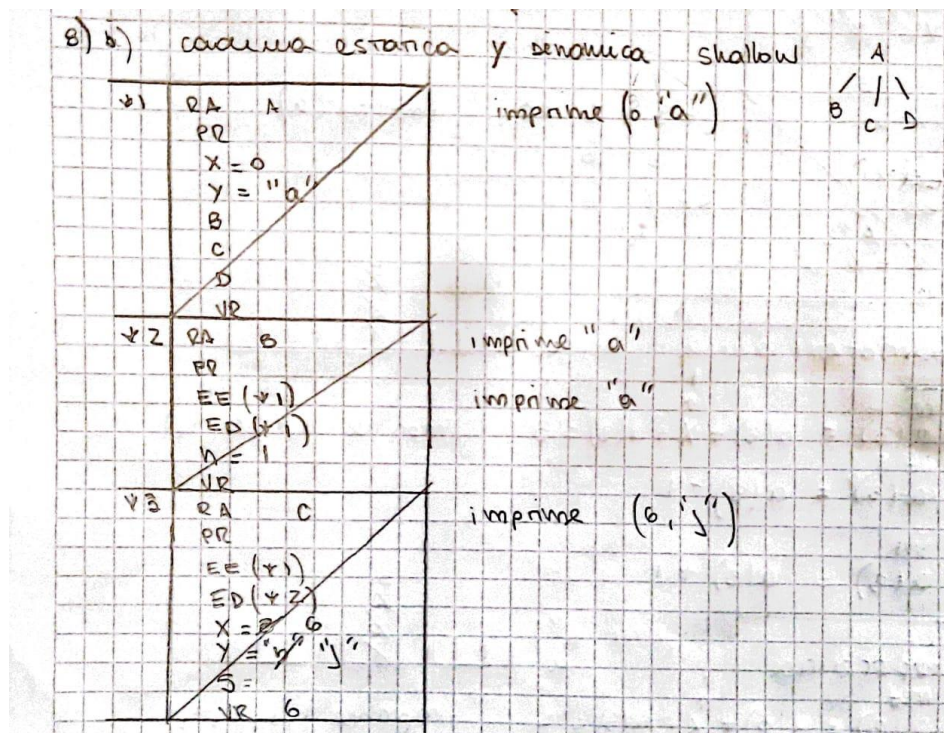 8) b) cadena estatica y dinamica shallow
A
B C D
*1 RA A
PR
X = 0
Y = "a"
B
C
D
VR
imprime (6, "a")
*2 RA B
PR
EE (*1)
ED (*1)
h = 1
VR
imprime "a"
imprime "a"
*3 RA C
PR
EE (*1)
ED (*2)
X = 6
Y = "h" "j"
VR 6
imprime (6, "j")